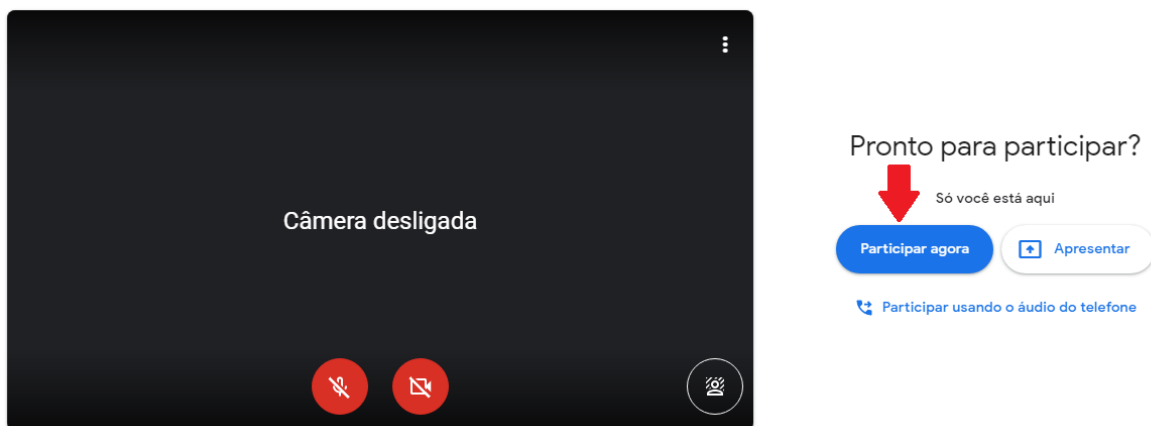 Câmera desligada
Pronto para participar?
Só você está aqui
Participar agora
Apresentar
Participar usando o áudio do telefone